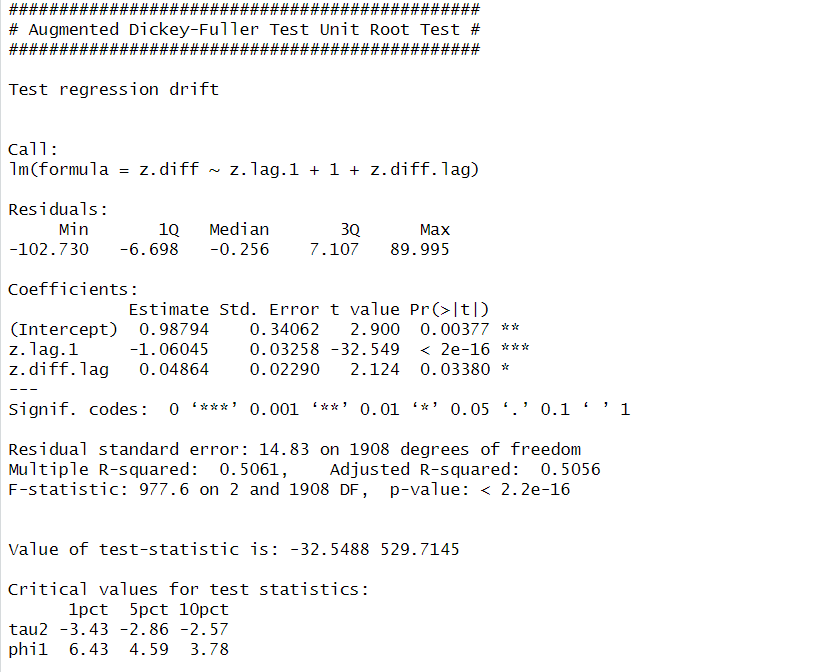 ###############################################
# Augmented Dickey-Fuller Test Unit Root Test #
###############################################
Test regression drift
Call:
lm(formula = z.diff ~ z.lag.1 + 1 + z.diff.lag)
Residuals:
     Min       1Q   Median       3Q      Max
-102.730   -6.698   -0.256    7.107   89.995
Coefficients:
            Estimate Std. Error t value Pr(>|t|)
(Intercept)  0.98794    0.34062   2.900  0.00377 **
z.lag.1     -1.06045    0.03258 -32.549  < 2e-16 ***
z.diff.lag   0.04864    0.02290   2.124  0.03380 *
---
Signif. codes:  0 ‘***’ 0.001 ‘**’ 0.01 ‘*’ 0.05 ‘.’ 0.1 ‘ ’ 1
Residual standard error: 14.83 on 1908 degrees of freedom
Multiple R-squared:  0.5061,    Adjusted R-squared:  0.5056
F-statistic: 977.6 on 2 and 1908 DF,  p-value: < 2.2e-16
Value of test-statistic is: -32.5488 529.7145
Critical values for test statistics:
      1pct  5pct 10pct
tau2 -3.43 -2.86 -2.57
phi1  6.43  4.59  3.78